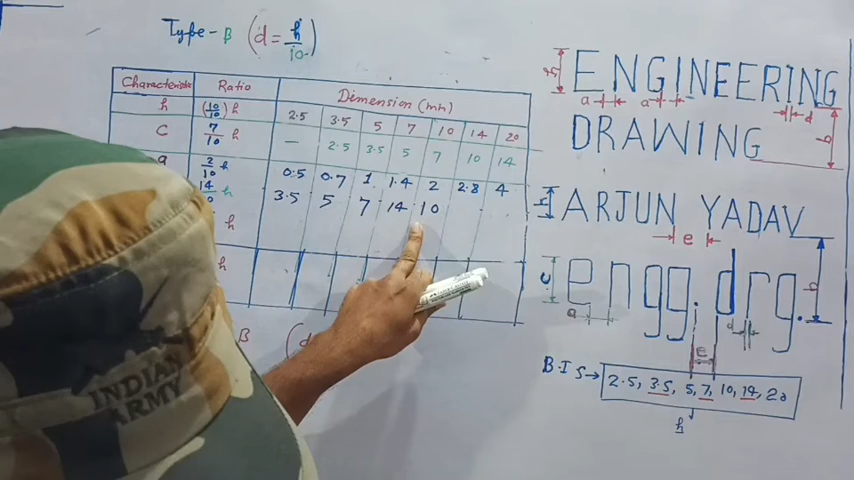 Type-B (d = h/10)
Characteristic Ratio Dimension (mm)
h (10/10) h 2.5 3.5 5 7 10 14 20
C 7/10 h — 2.5 3.5 5 7 10 14
a 2/10 h 0.5 0.7 1 1.4 2 2.8 4
14 h 3.5 5 7 14 10
h
h
B (d
ENGINEERING
a a d b
DRAWING
h ARJUN YADAV
e
c engg. drg. b
a d
e
B.I.S → 2.5, 3.5, 5, 7, 10, 14, 20
h
INDIAN
ARMY